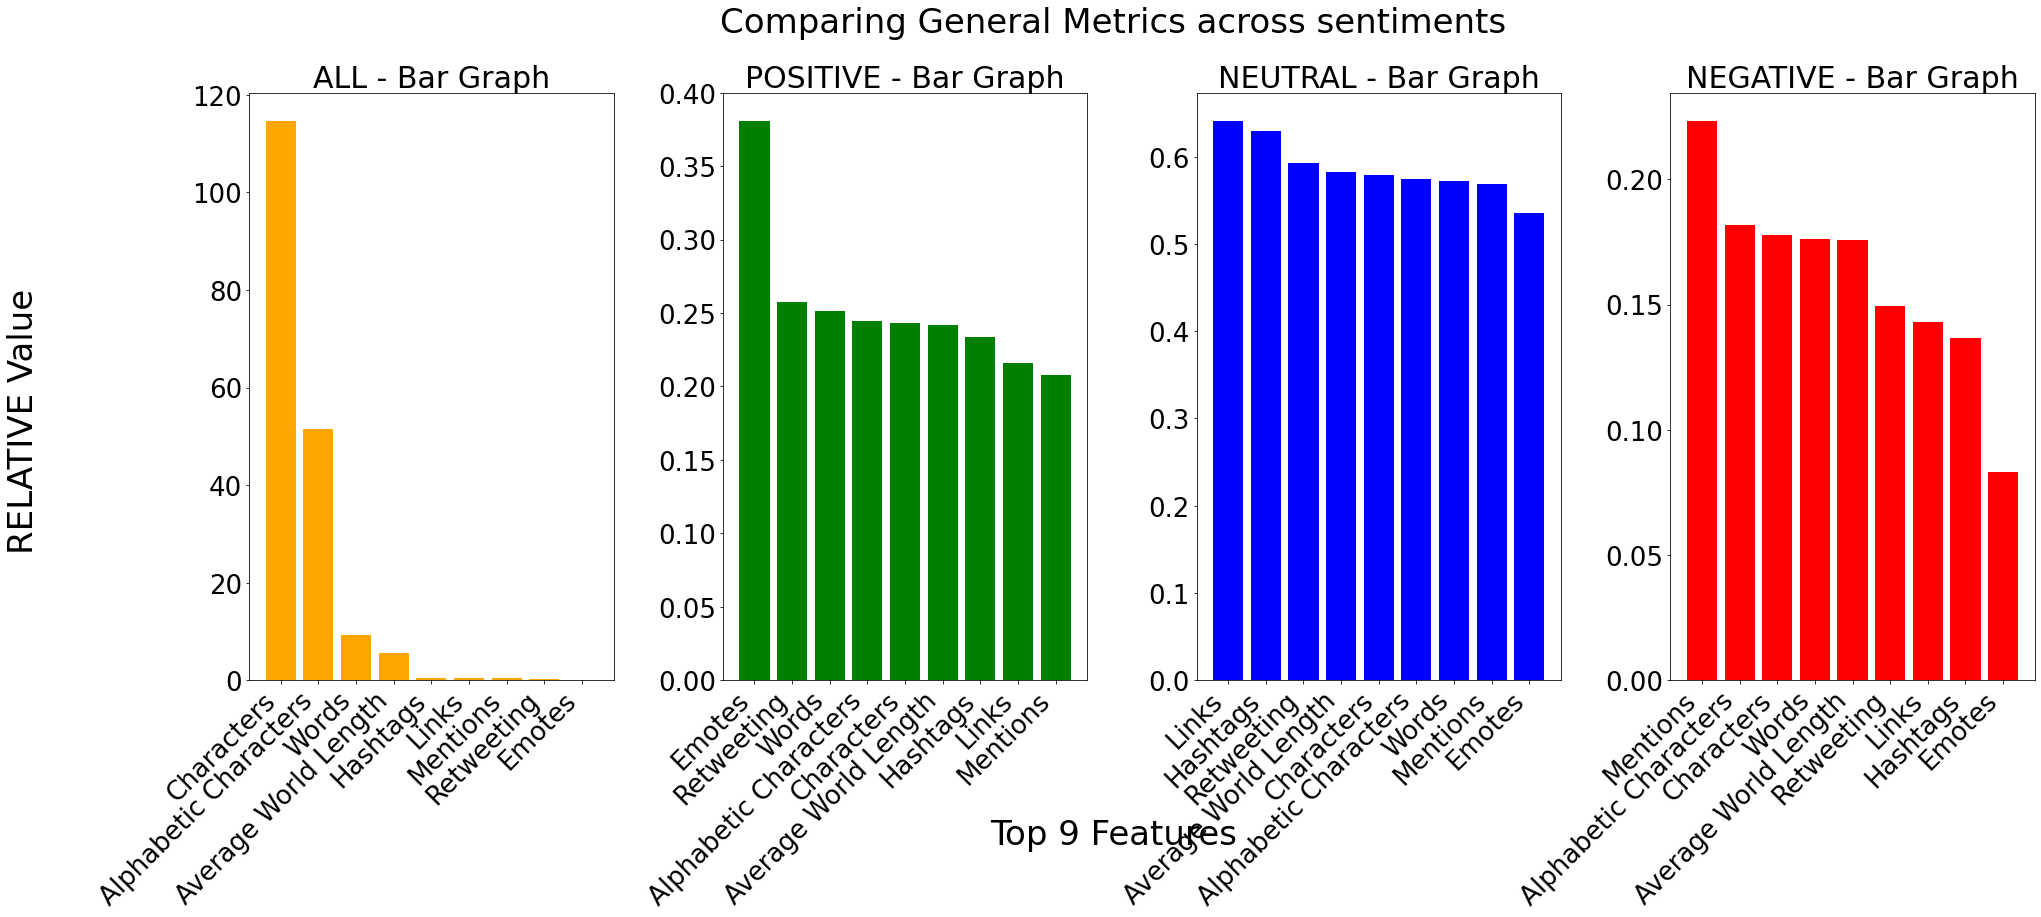 Comparing General Metrics across sentiments
RELATIVE Value
ALL - Bar Graph
120
100
80
60
40
20
0
Characters
Alphabetic Characters
Words
Average World Length
Hashtags
Links
Mentions
Retweeting
Emotes
POSITIVE - Bar Graph
0.40
0.35
0.30
0.25
0.20
0.15
0.10
0.05
0.00
Emotes
Retweeting
Words
Alphabetic Characters
Characters
Average World Length
Hashtags
Links
Mentions
NEUTRAL - Bar Graph
0.6
0.5
0.4
0.3
0.2
0.1
0.0
Links
Hashtags
Retweeting
Average World Length
Characters
Alphabetic Characters
Words
Mentions
Emotes
NEGATIVE - Bar Graph
0.20
0.15
0.10
0.05
0.00
Mentions
Alphabetic Characters
Characters
Words
Average World Length
Retweeting
Links
Hashtags
Emotes
Top 9 Features